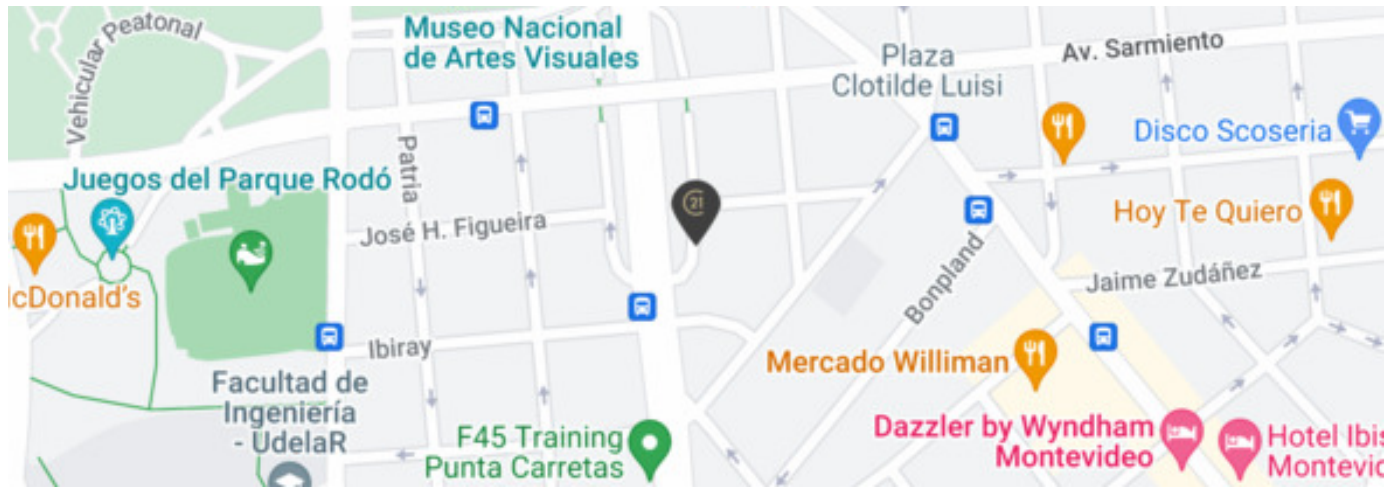 Vehicular Peatonal
Museo Nacional
de Artes Visuales
Plaza
Clotilde Luisi
Av. Sarmiento
Disco Scoseria
Patria
Juegos del Parque Rodó
21
José H. Figueira
Hoy Te Quiero
cDonald's
Bonpland
Jaime Zudáñez
Ibiray
Mercado Williman
Facultad de
Ingeniería
- UdelaR
F45 Training
Punta Carretas
Dazzler by Wyndham
Montevideo
Hotel Ibis
Montevid